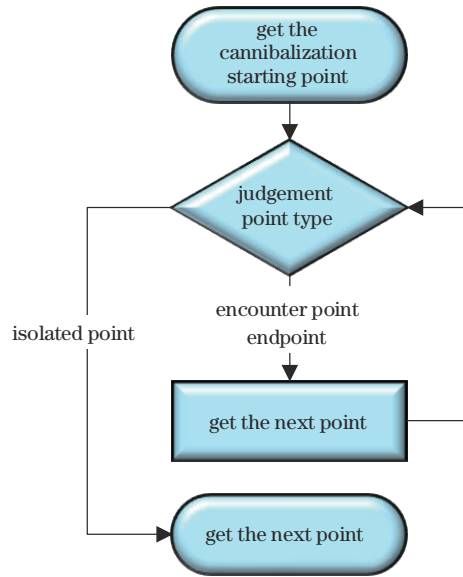 get the
cannibalization
starting point
judgement
point type
encounter point
endpoint
isolated point
get the next point
get the next point